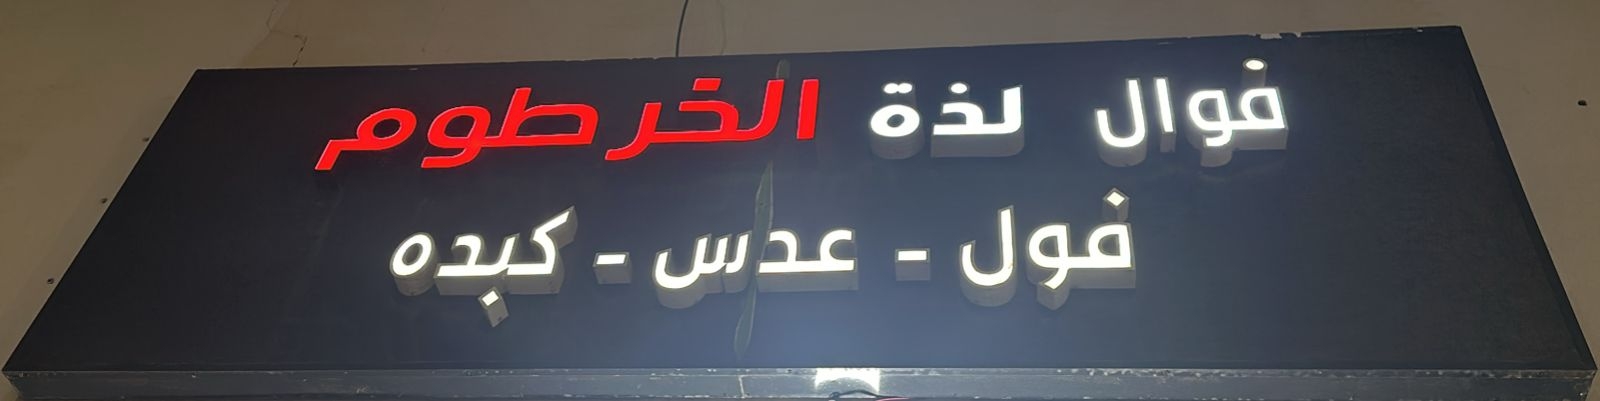 فوال لذة الخرطوم
فول - عدس - كبده